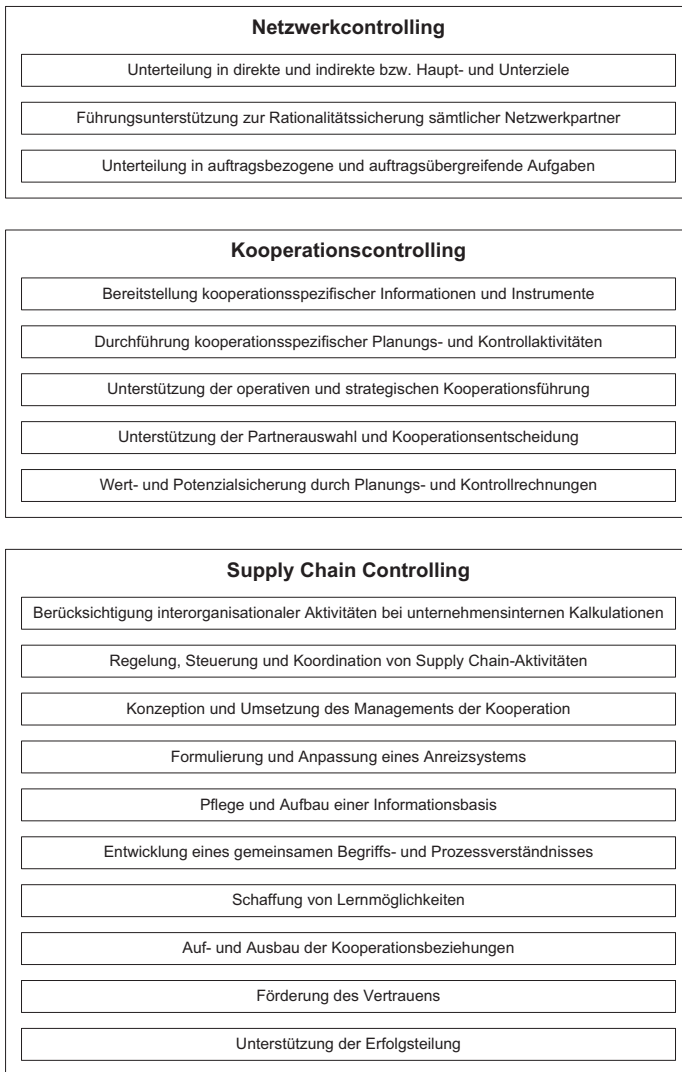 Netzwerkcontrolling
Unterteilung in direkte und indirekte bzw. Haupt- und Unterziele
Führungsunterstützung zur Rationalitätssicherung sämtlicher Netzwerkpartner
Unterteilung in auftragsbezogene und auftragsübergreifende Aufgaben
Kooperationscontrolling
Bereitstellung kooperationsspezifischer Informationen und Instrumente
Durchführung kooperationsspezifischer Planungs- und Kontrollaktivitäten
Unterstützung der operativen und strategischen Kooperationsführung
Unterstützung der Partnerauswahl und Kooperationsentscheidung
Wert- und Potenzialsicherung durch Planungs- und Kontrollrechnungen
Supply Chain Controlling
Berücksichtigung interorganisationaler Aktivitäten bei unternehmensinternen Kalkulationen
Regelung, Steuerung und Koordination von Supply Chain-Aktivitäten
Konzeption und Umsetzung des Managements der Kooperation
Formulierung und Anpassung eines Anreizsystems
Pflege und Aufbau einer Informationsbasis
Entwicklung eines gemeinsamen Begriffs- und Prozessverständnisses
Schaffung von Lernmöglichkeiten
Auf- und Ausbau der Kooperationsbeziehungen
Förderung des Vertrauens
Unterstützung der Erfolgsteilung